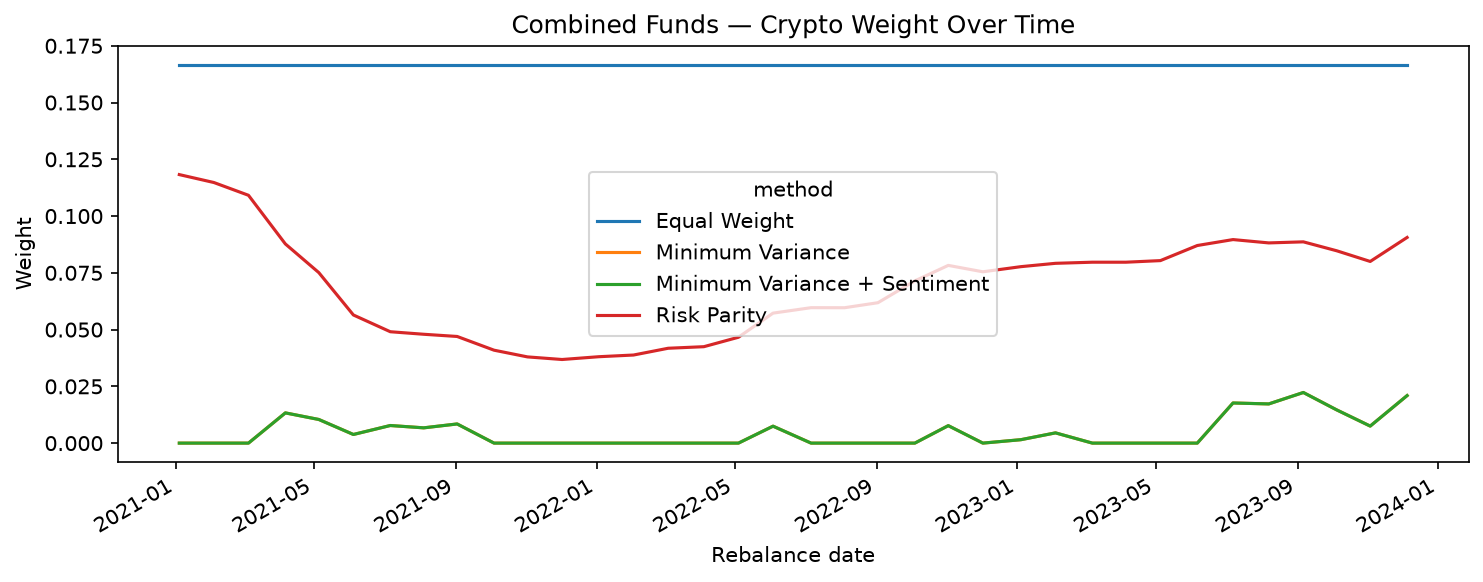 Combined Funds — Crypto Weight Over Time
0.175
0.150
0.125
0.100
0.075
0.050
0.025
0.000
Weight
method
Equal Weight
Minimum Variance
Minimum Variance + Sentiment
Risk Parity
2021-01
2021-05
2021-09
2022-01
2022-05
2022-09
2023-01
2023-05
2023-09
2024-01
Rebalance date